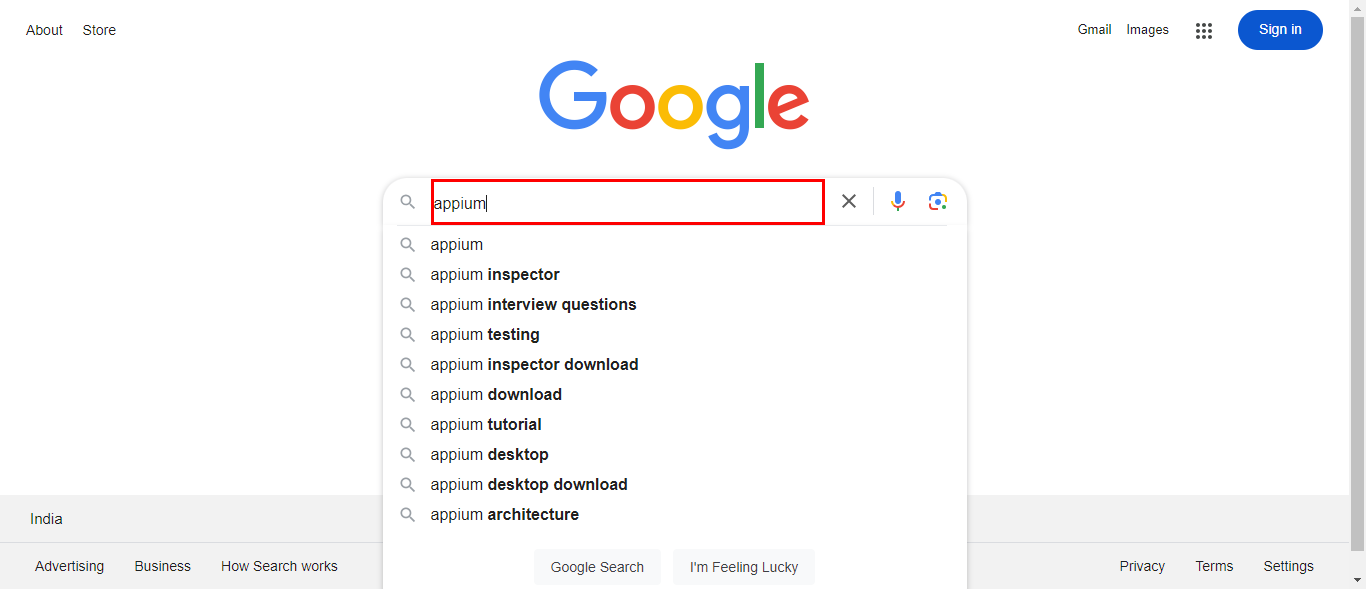 About Store Gmail Images Sign in
Google
appium
appium
appium inspector
appium interview questions
appium testing
appium inspector download
appium download
appium tutorial
appium desktop
appium desktop download
appium architecture
India
Google Search I'm Feeling Lucky
Advertising Business How Search works Privacy Terms Settings